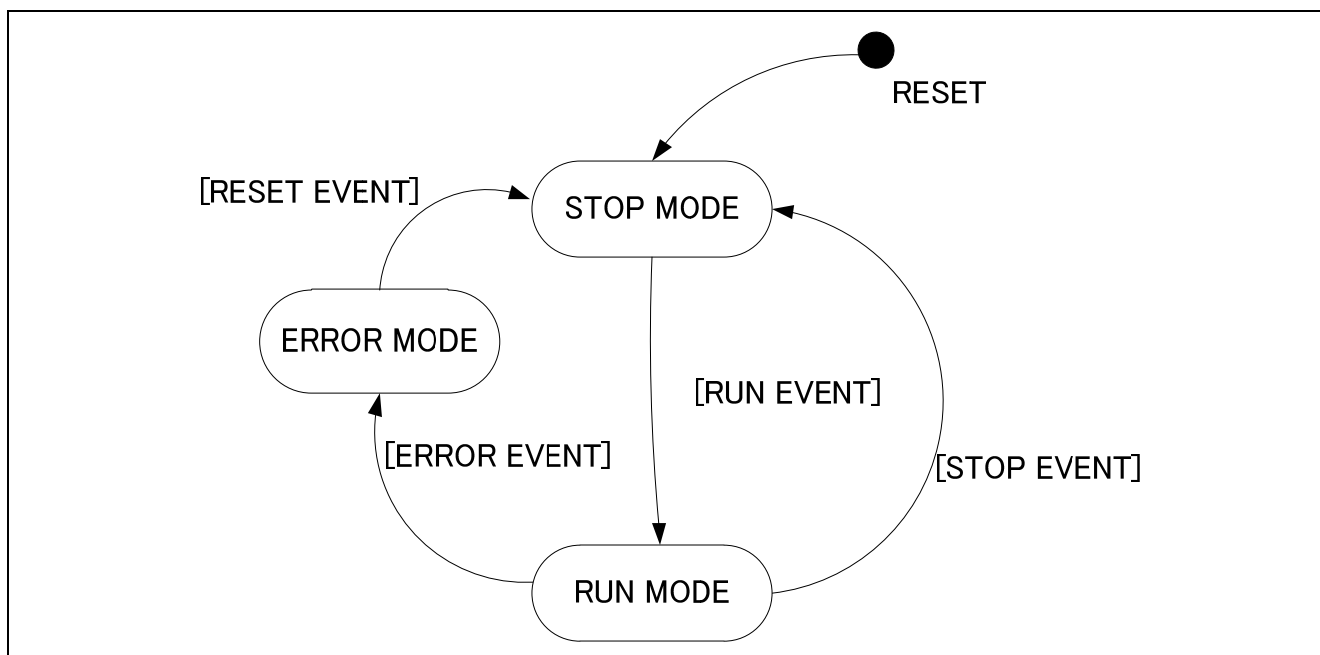 RESET
[RESET EVENT]
STOP MODE
ERROR MODE
[RUN EVENT]
[ERROR EVENT]
[STOP EVENT]
RUN MODE